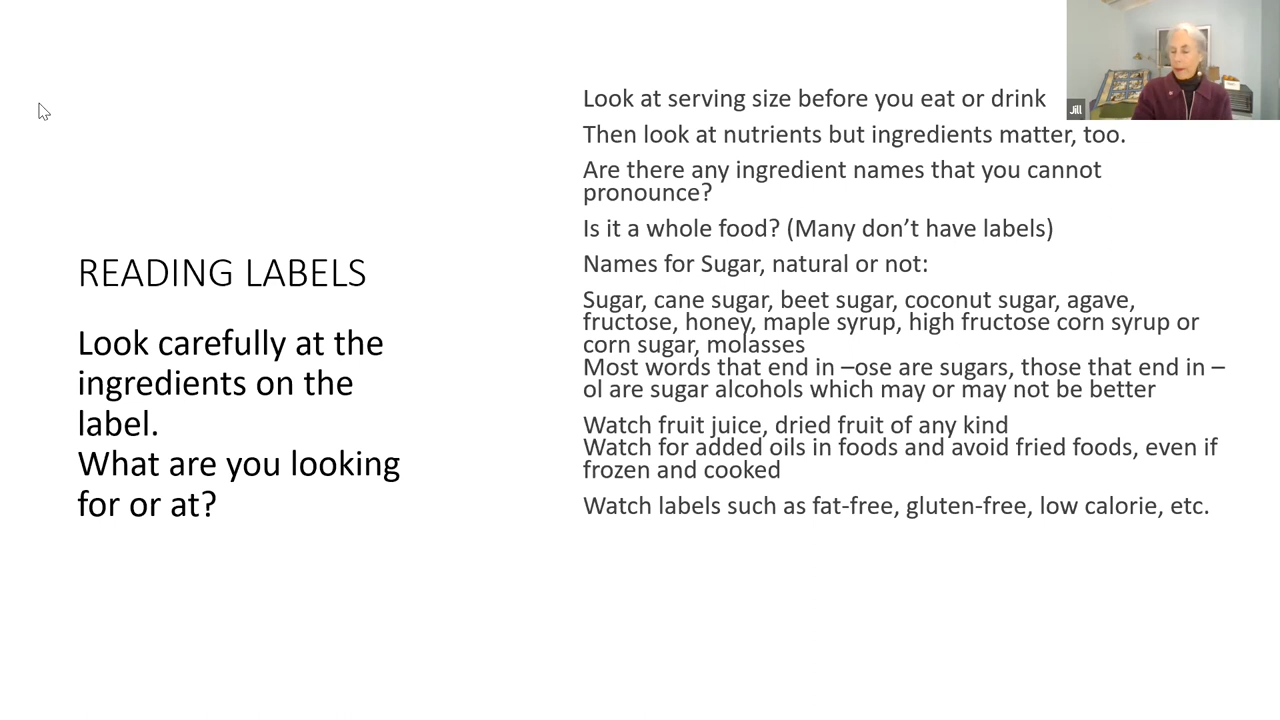 READING LABELS
Look carefully at the
ingredients on the
label.
What are you looking
for or at?
Look at serving size before you eat or drink
Then look at nutrients but ingredients matter, too.
Are there any ingredient names that you cannot
pronounce?
Is it a whole food? (Many don’t have labels)
Names for Sugar, natural or not:
Sugar, cane sugar, beet sugar, coconut sugar, agave,
fructose, honey, maple syrup, high fructose corn syrup or
corn sugar, molasses
Most words that end in –ose are sugars, those that end in –
ol are sugar alcohols which may or may not be better
Watch fruit juice, dried fruit of any kind
Watch for added oils in foods and avoid fried foods, even if
frozen and cooked
Watch labels such as fat-free, gluten-free, low calorie, etc.
Jill